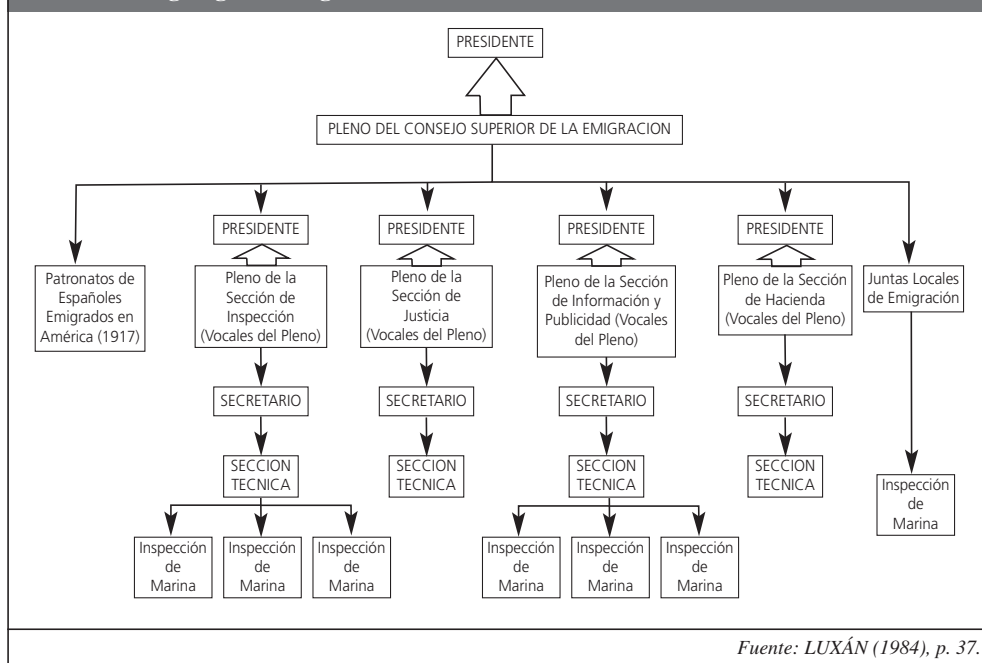 PRESIDENTE
PLENO DEL CONSEJO SUPERIOR DE LA EMIGRACION
PRESIDENTE
PRESIDENTE
PRESIDENTE
PRESIDENTE
Patronatos de
Españoles
Emigrados en
América (1917)
Pleno de la
Sección de
Inspección
(Vocales del Pleno)
Pleno de la
Sección de
Justicia
(Vocales del Pleno)
Pleno de la Sección
de Información y
Publicidad (Vocales
del Pleno)
Pleno de la Sección
de Hacienda
(Vocales del Pleno)
Juntas Locales
de Emigración
SECRETARIO
SECRETARIO
SECRETARIO
SECRETARIO
SECCION
TECNICA
SECCION
TECNICA
SECCION
TECNICA
SECCION
TECNICA
Inspección
de
Marina
Inspección
de
Marina
Inspección
de
Marina
Inspección
de
Marina
Inspección
de
Marina
Inspección
de
Marina
Inspección
de
Marina
Fuente: LUXÁN (1984), p. 37.